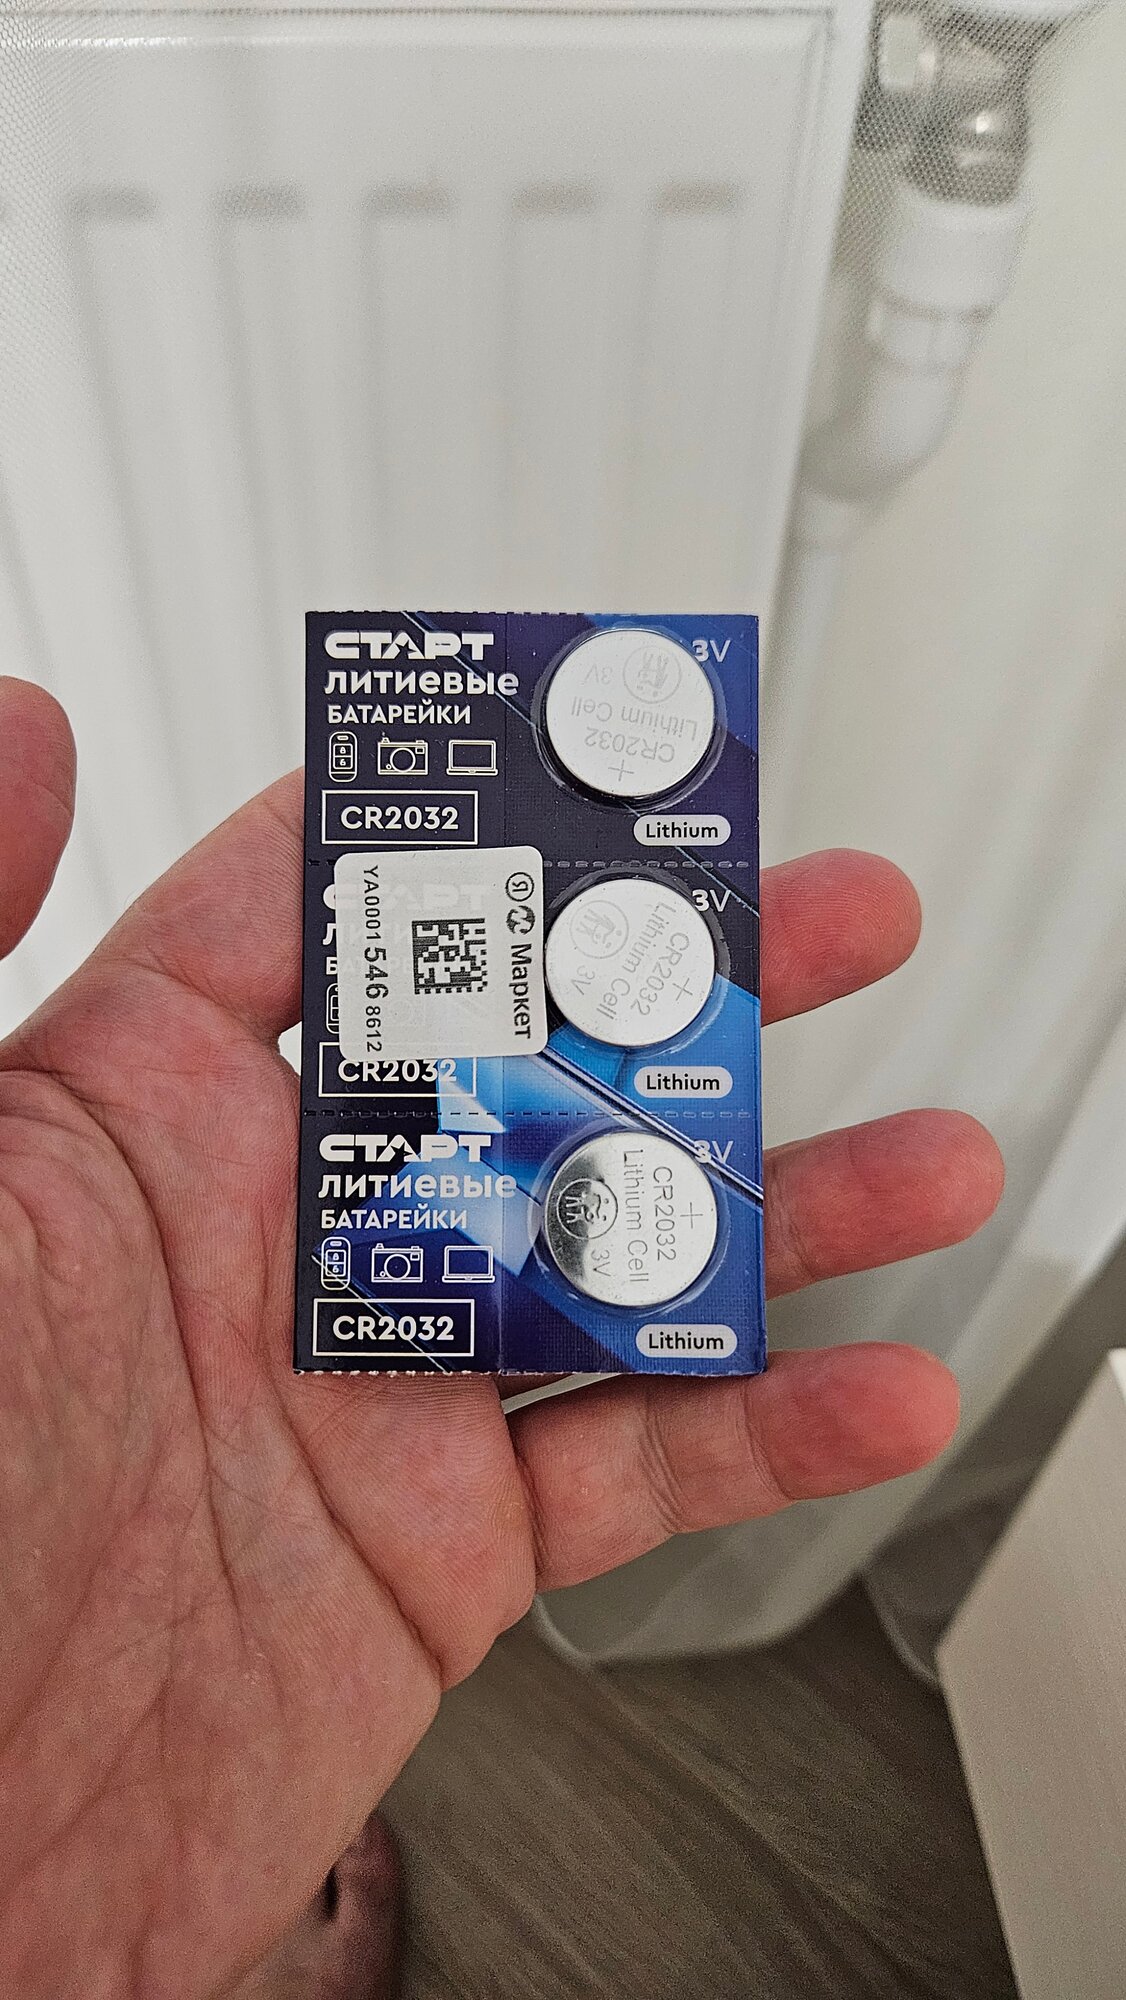 СТАРТ
литиевые
БАТАРЕЙКИ
CR2032
3V
3V
Lithium Cell
CR2032
+
Lithium
Я М Маркет
YA0001 546 8612
CR2032
3V
3V
Lithium Cell
CR2032
+
Lithium
СТАРТ
литиевые
БАТАРЕЙКИ
CR2032
3V
+
CR2032
Lithium Cell
3V
Lithium